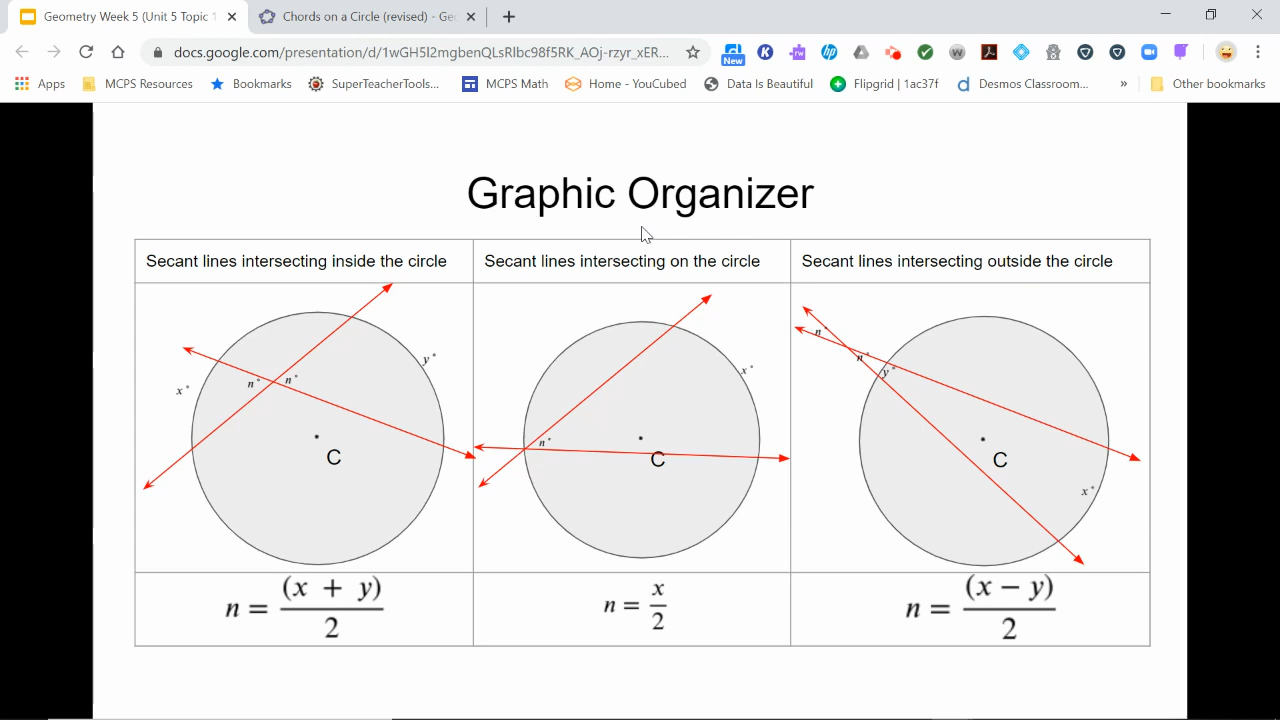 Geometry Week 5 (Unit 5 Topic 1
Chords on a Circle (revised) - Geo
docs.google.com/presentation/d/1wGH5l2mgbenQLsRlbc98f5RK_AOj-rzyr_xER...
New
Apps
MCPS Resources
Bookmarks
SuperTeacherTools...
MCPS Math
Home - YouCubed
Data Is Beautiful
Flipgrid | 1ac37f
Desmos Classroom...
»
Other bookmarks
Graphic Organizer
Secant lines intersecting inside the circle
Secant lines intersecting on the circle
Secant lines intersecting outside the circle
x°
n°
n°
y°
C
x°
n°
C
n°
n°
y°
x°
C
n = (x + y)/2
n = x/2
n = (x − y)/2